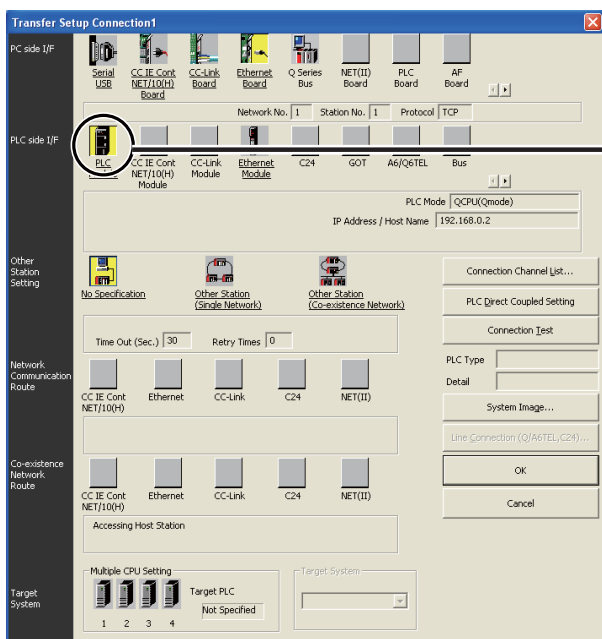 Transfer Setup Connection1
PC side I/F
Serial USB
CC IE Cont NET/10(H) Board
CC-Link Board
Ethernet Board
Q Series Bus
NET(II) Board
PLC Board
AF Board
Network No. 1 Station No. 1 Protocol TCP
PLC side I/F
PLC
CC IE Cont NET/10(H) Module
CC-Link Module
Ethernet Module
C24
GOT
A6/Q6TEL
Bus
PLC Mode QCPU(Qmode)
IP Address / Host Name 192.168.0.2
Other Station Setting
No Specification
Other Station (Single Network)
Other Station (Co-existence Network)
Time Out (Sec.) 30 Retry Times 0
Connection Channel List...
PLC Direct Coupled Setting
Connection Test
PLC Type
Detail
System Image...
Line Connection (Q/A6TEL,C24)...
OK
Cancel
Network Communication Route
CC IE Cont NET/10(H)
Ethernet
CC-Link
C24
NET(II)
Co-existence Network Route
CC IE Cont NET/10(H)
Ethernet
CC-Link
C24
NET(II)
Accessing Host Station
Target System
Multiple CPU Setting
1 2 3 4
Target PLC
Not Specified
Target System